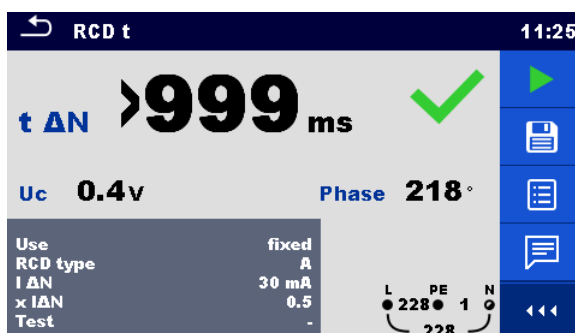 RCD t 11:25
t ΔN >999 ms
Uc 0.4V Phase 218°
Use fixed
RCD type A
I ΔN 30 mA
x IΔN 0.5
Test -
L PE N
228 1
228